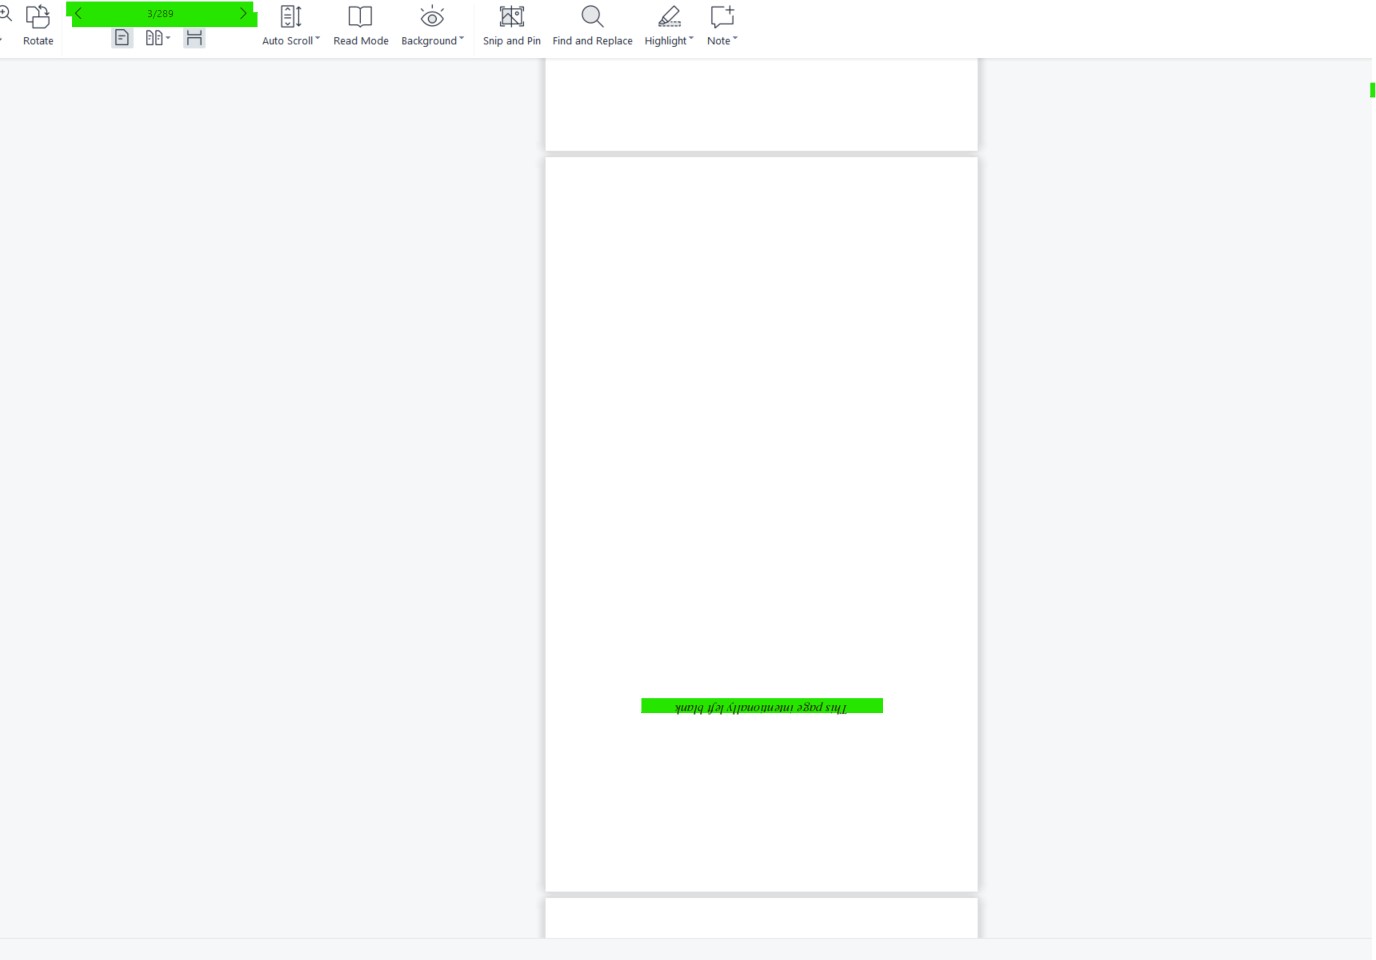 3/289
Rotate
Auto Scroll
Read Mode
Background
Snip and Pin
Find and Replace
Highlight
Note
This page intentionally left blank